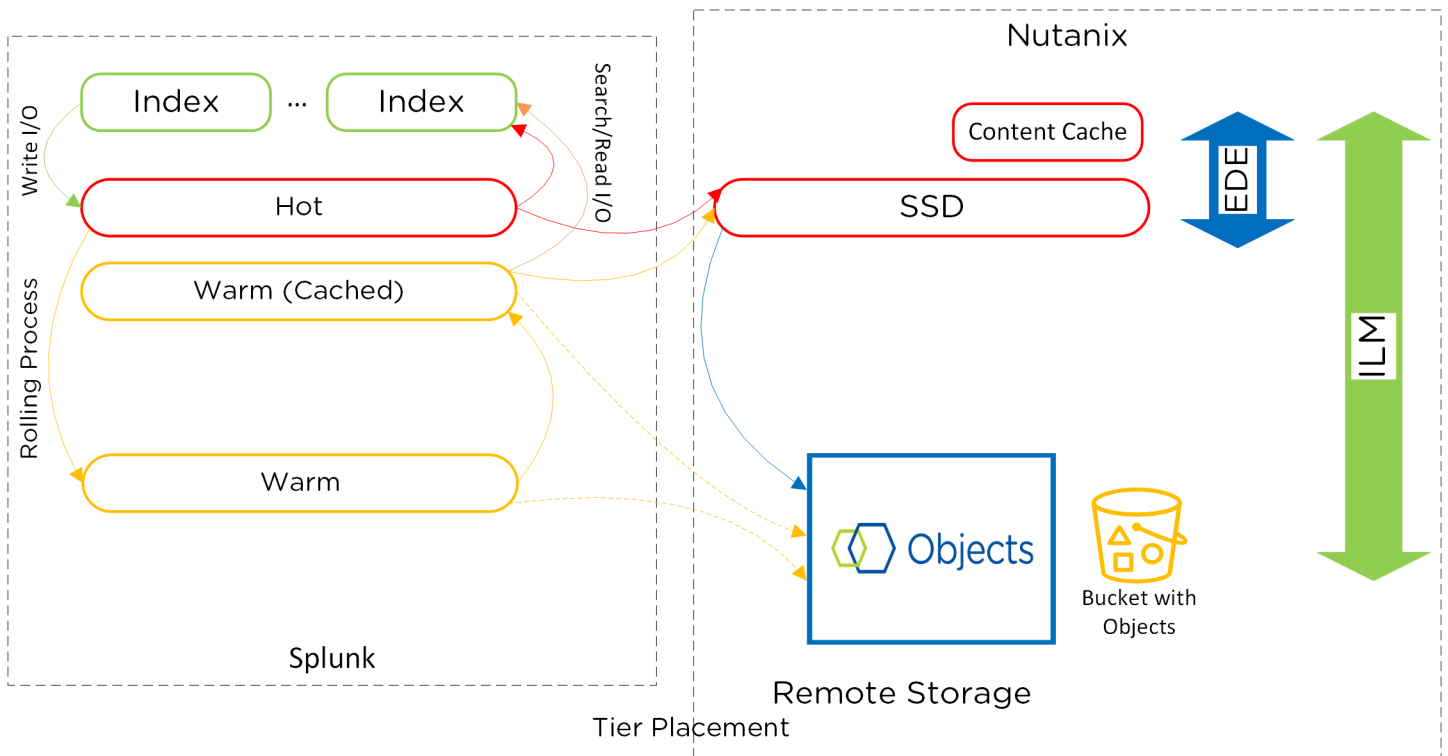 Nutanix
Index
...
Index
Write I/O
Search/Read I/O
Content Cache
Hot
SSD
EDE
Warm (Cached)
Rolling Process
ILM
Warm
Objects
Bucket with
Objects
Splunk
Remote Storage
Tier Placement